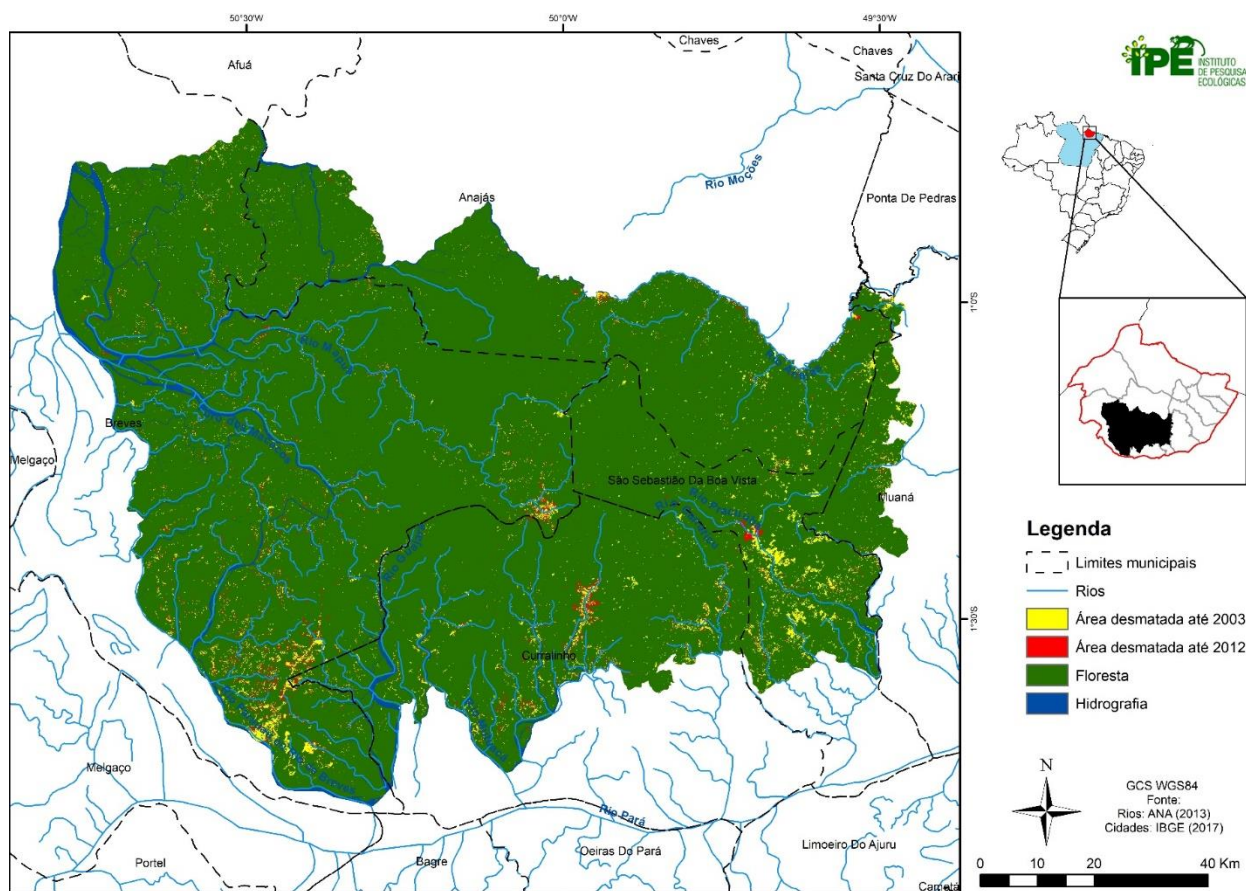 50°30'W
50°0'W
49°30'W
Chaves
Chaves
Afuá
Santa Cruz Do Arari
Rio Moções
Anajás
Ponta De Pedras
Breves
Melgaço
São Sebastião Da Boa Vista
Muaná
Curralinho
Melgaço
Rio Pará
Portel
Bagre
Oeiras Do Pará
Limoeiro Do Ajuru
Cametá
1°0'S
1°30'S
IPÊ
INSTITUTO
DE PESQUISAS
ECOLÓGICAS
Legenda
Limites municipais
Rios
Área desmatada até 2003
Área desmatada até 2012
Floresta
Hidrografia
N
GCS WGS84
Fonte:
Rios: ANA (2013)
Cidades: IBGE (2017)
0 5 10 20 40 Km